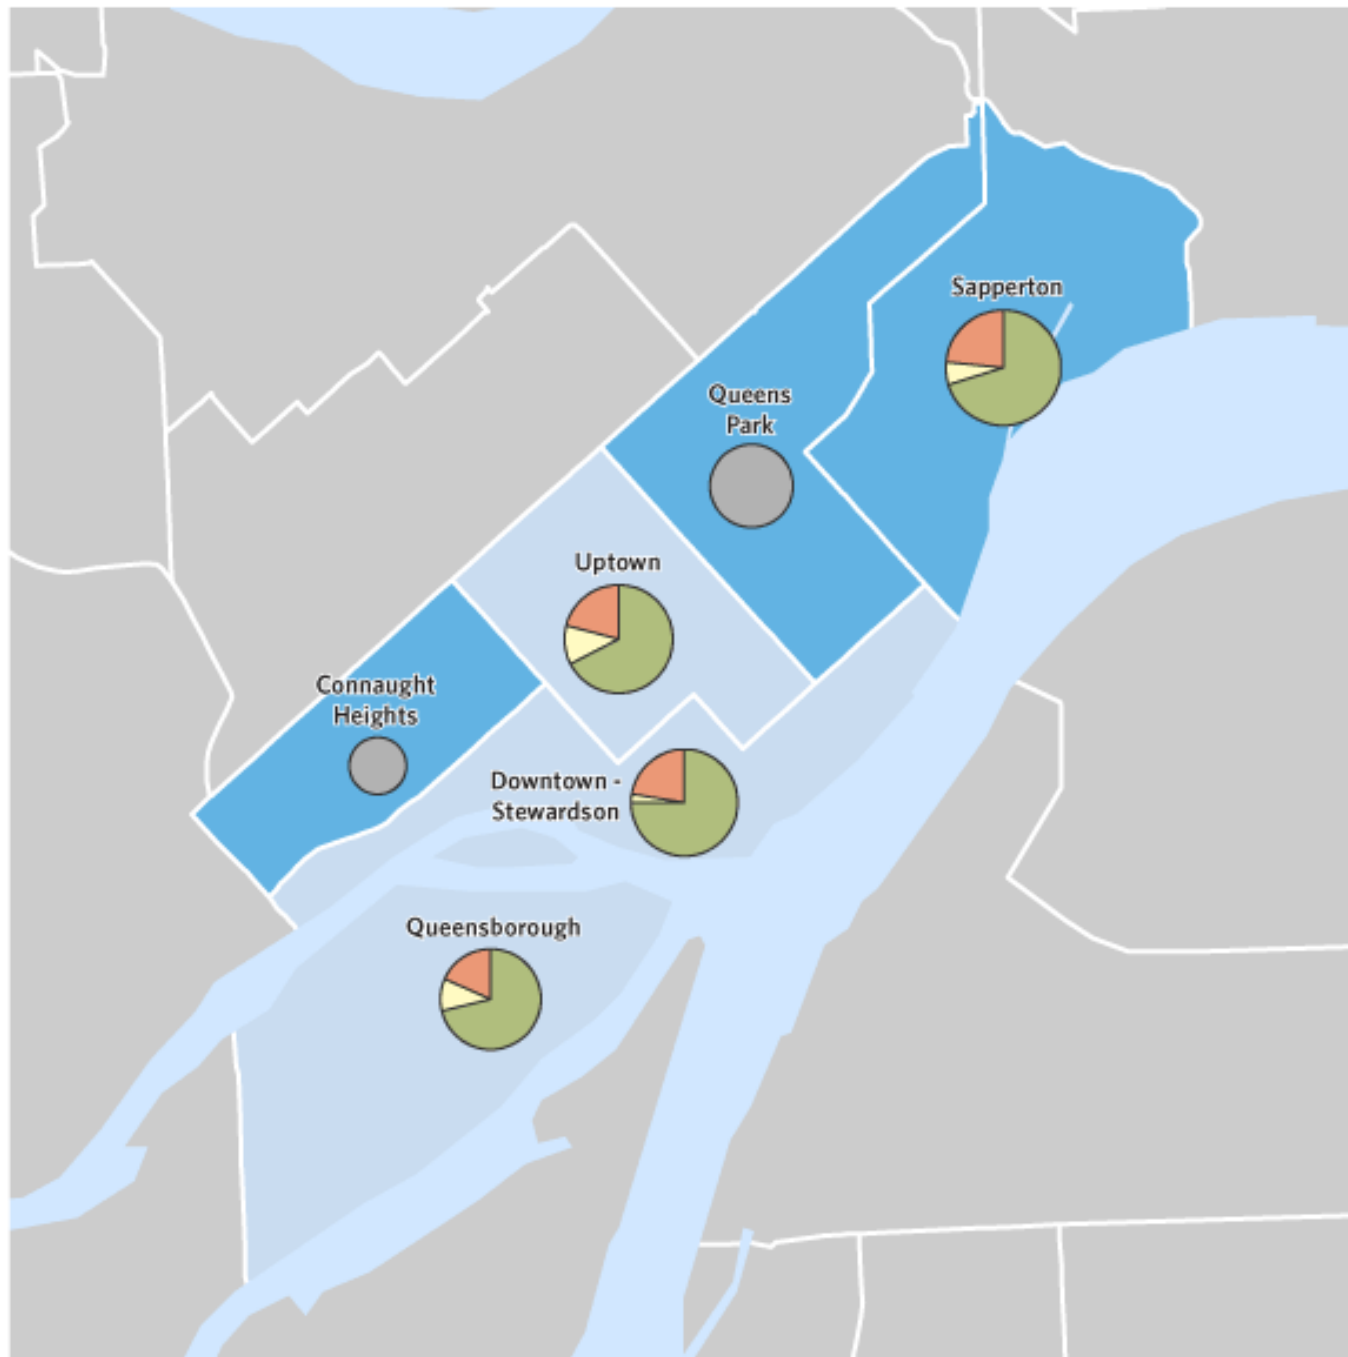 Sapperton
Queens
Park
Uptown
Connaught
Heights
Downtown -
Stewardson
Queensborough